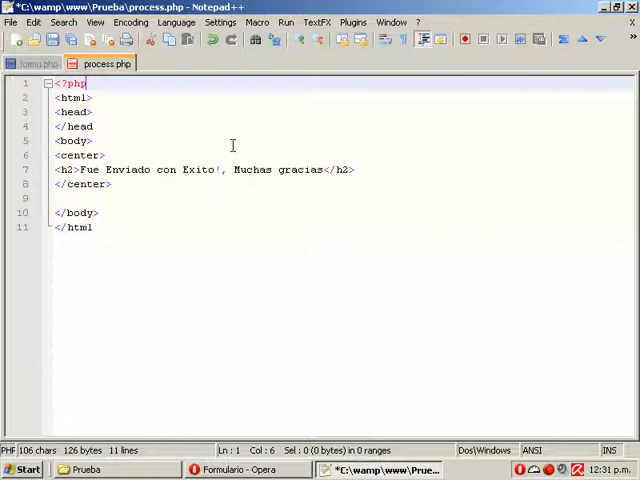 *C:\wamp\www\Prueba\process.php - Notepad++
File Edit Search View Encoding Language Settings Macro Run TextFX Plugins Window ?
formu.php process.php
1 <?php
2 <html>
3 <head>
4 </head
5 <body>
6 <center>
7 <h2>Fue Enviado con Exito!, Muchas gracias</h2>
8 </center>
9
10 </body>
11 </html
PHF 106 chars 126 bytes 11 lines Ln : 1 Col : 6 Sel : 0 (0 bytes) in 0 ranges Dos\Windows ANSI INS
Start Prueba Formulario - Opera *C:\wamp\www\Prue... 12:31 p.m.